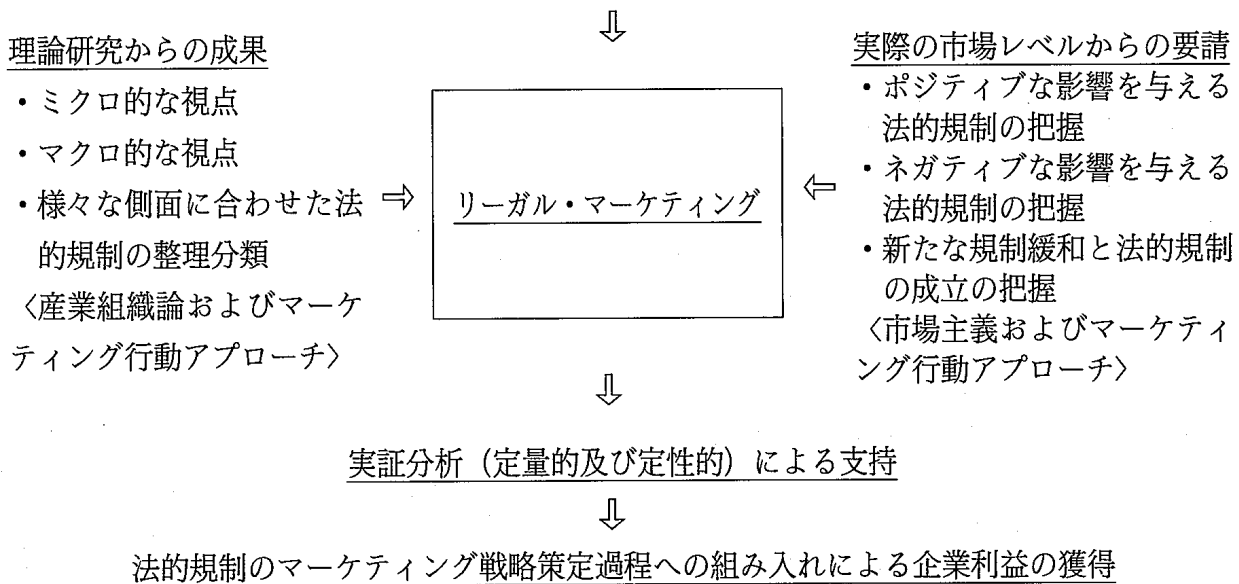 ⇩
理論研究からの成果
・ミクロ的な視点
・マクロ的な視点
・様々な側面に合わせた法
的規制の整理分類
〈産業組織論およびマーケ
ティング行動アプローチ〉
⇨
リーガル・マーケティング
⇦
実際の市場レベルからの要請
・ポジティブな影響を与える
法的規制の把握
・ネガティブな影響を与える
法的規制の把握
・新たな規制緩和と法的規制
の成立の把握
〈市場主義およびマーケティ
ング行動アプローチ〉
⇩
実証分析（定量的及び定性的）による支持
⇩
法的規制のマーケティング戦略策定過程への組み入れによる企業利益の獲得